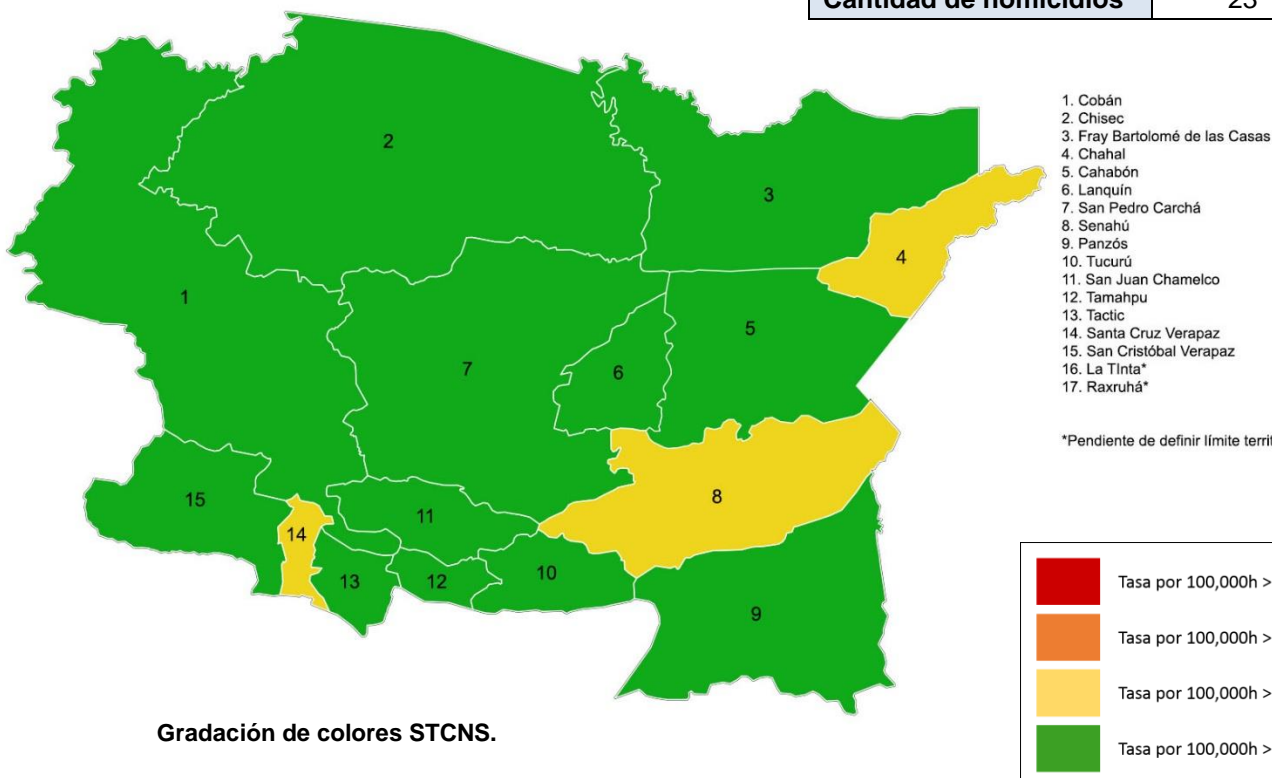 Cantidad de homicidios 23
1. Cobán
2. Chisec
3. Fray Bartolomé de las Casas
4. Chahal
5. Cahabón
6. Lanquín
7. San Pedro Carchá
8. Senahú
9. Panzós
10. Tucurú
11. San Juan Chamelco
12. Tamahpu
13. Tactic
14. Santa Cruz Verapaz
15. San Cristóbal Verapaz
16. La TInta*
17. Raxruhá*
*Pendiente de definir límite territ
2
3
4
1
5
7
6
15
8
14
11
13
12
10
9
Tasa por 100,000h >
Tasa por 100,000h >
Tasa por 100,000h >
Tasa por 100,000h >
Gradación de colores STCNS.